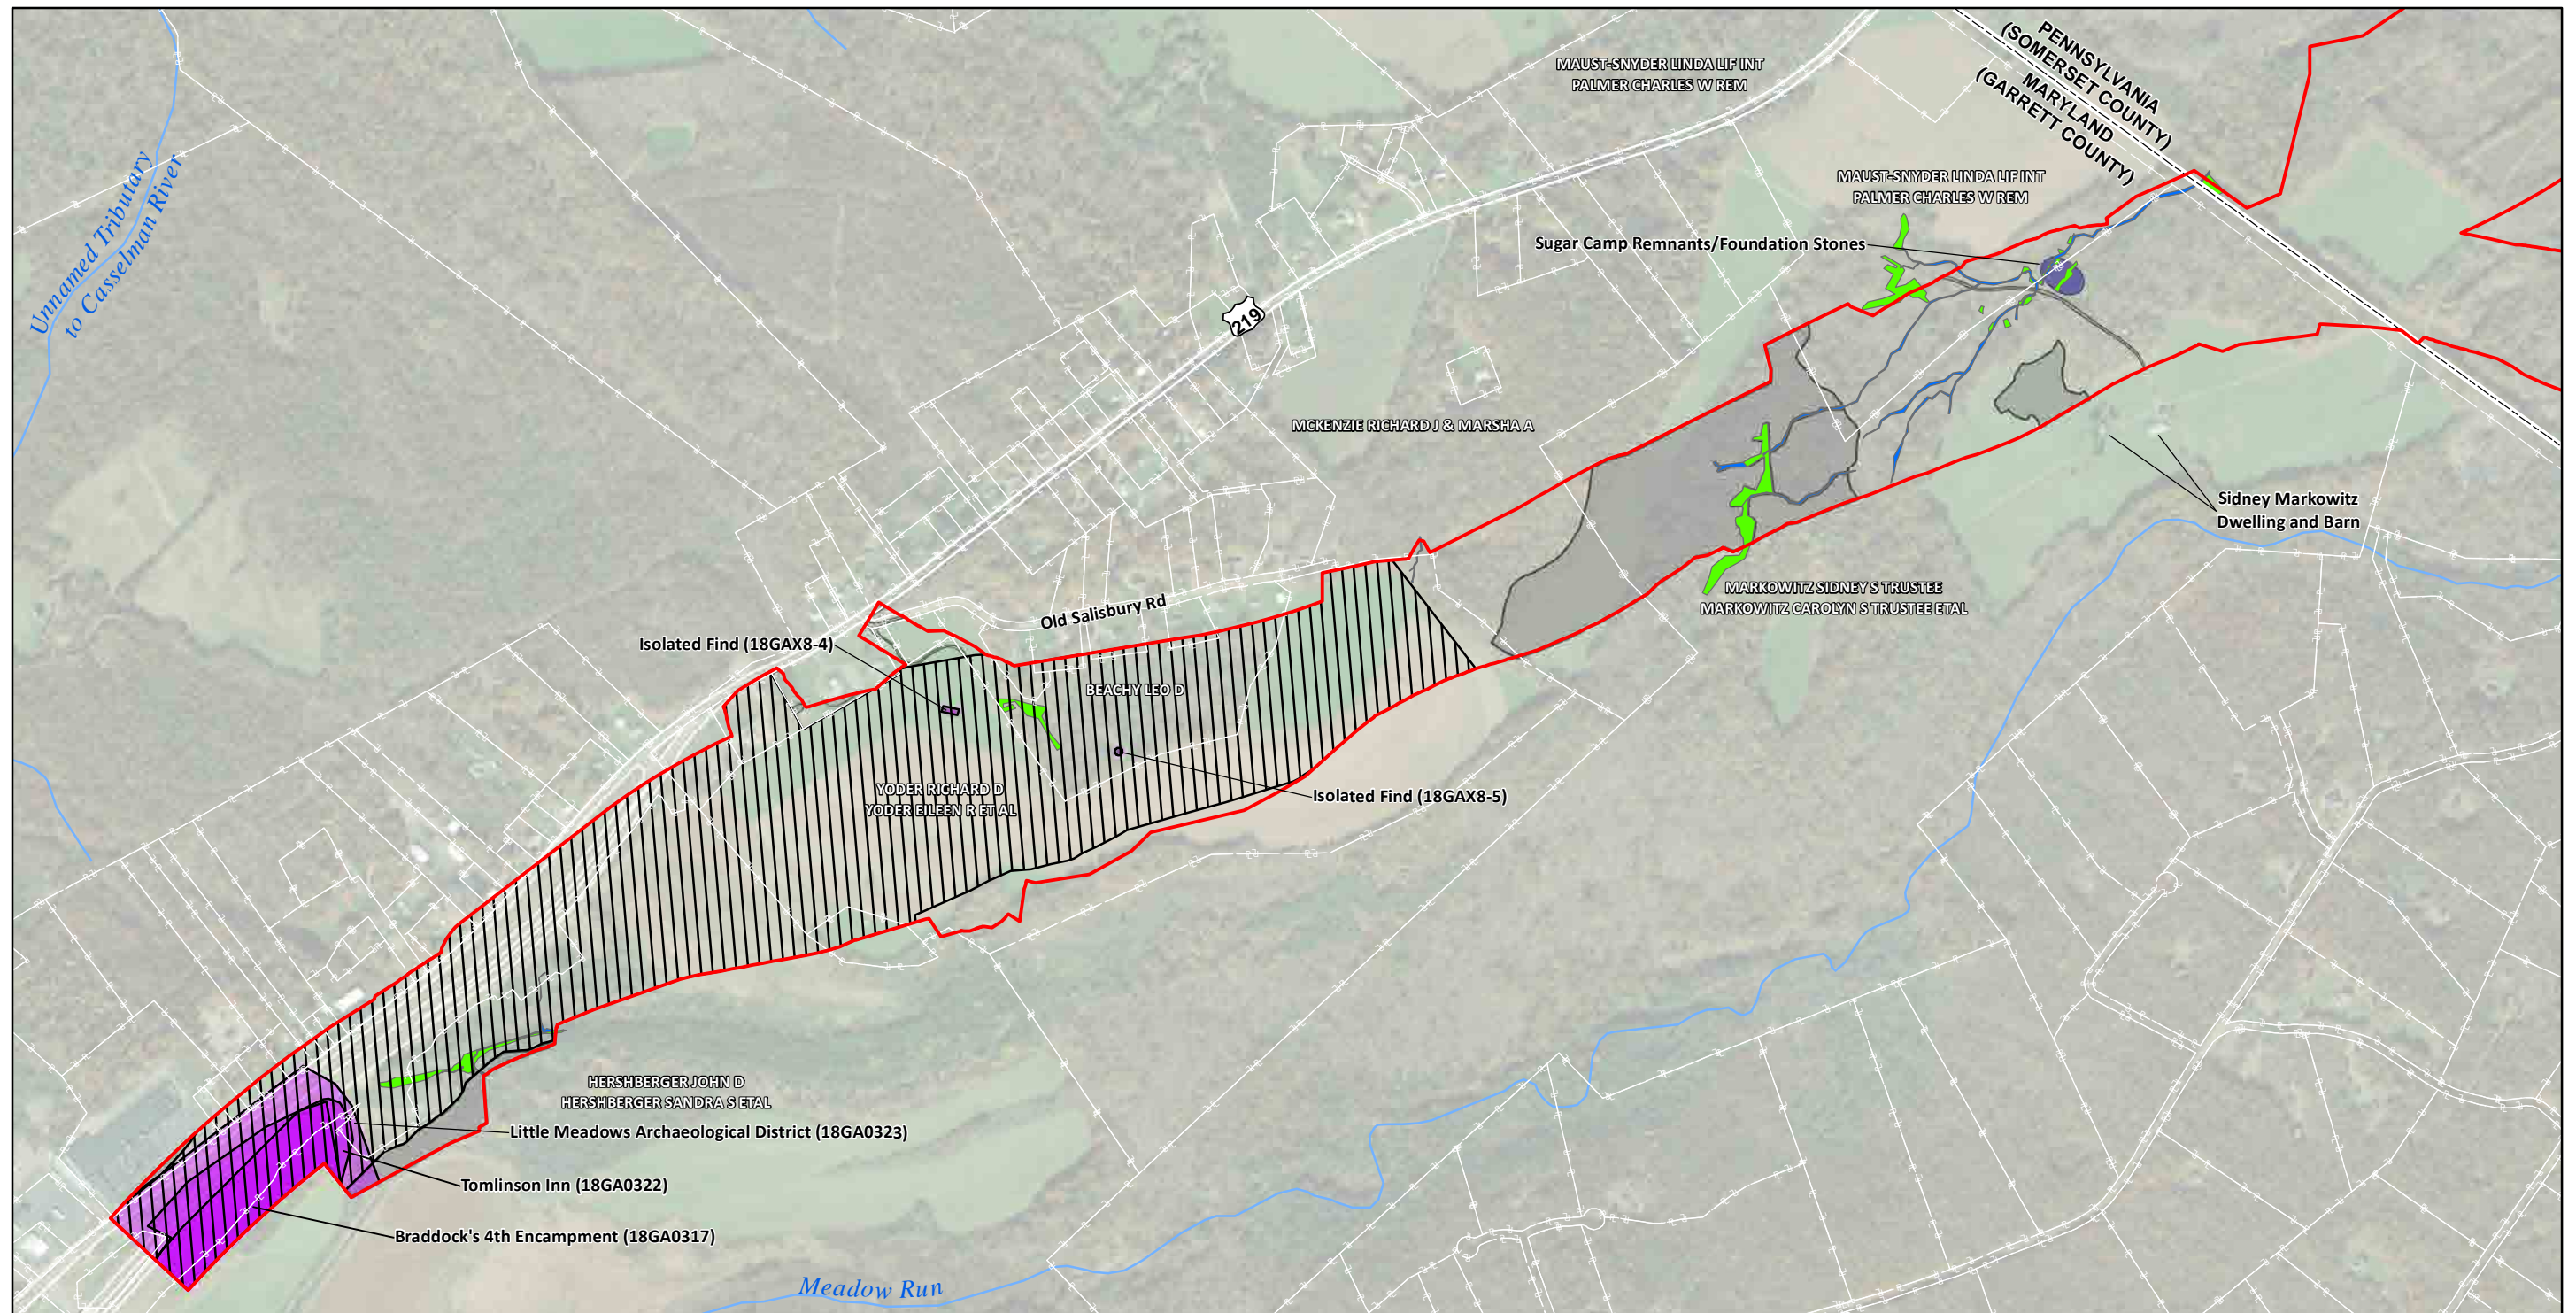 PENNSYLVANIA
(SOMERSET COUNTY)
MARYLAND
(GARRETT COUNTY)
MAUST-SNYDER LINDA LIF INT
PALMER CHARLES W REM
Unnamed Tributary
to Casselman River
MAUST-SNYDER LINDA LIF INT
PALMER CHARLES W REM
Sugar Camp Remnants/Foundation Stones
219
MCKENZIE RICHARD J & MARSHA A
Sidney Markowitz
Dwelling and Barn
MARKOWITZ SIDNEY S TRUSTEE
MARKOWITZ CAROLYN S TRUSTEE ETAL
Old Salisbury Rd
Isolated Find (18GAX8-4)
BEACHY LEO D
YODER RICHARD D
YODER EILEEN R ET AL
Isolated Find (18GAX8-5)
HERSHBERGER JOHN D
HERSHBERGER SANDRA S ETAL
Little Meadows Archaeological District (18GA0323)
Tomlinson Inn (18GA0322)
Braddock's 4th Encampment (18GA0317)
Meadow Run